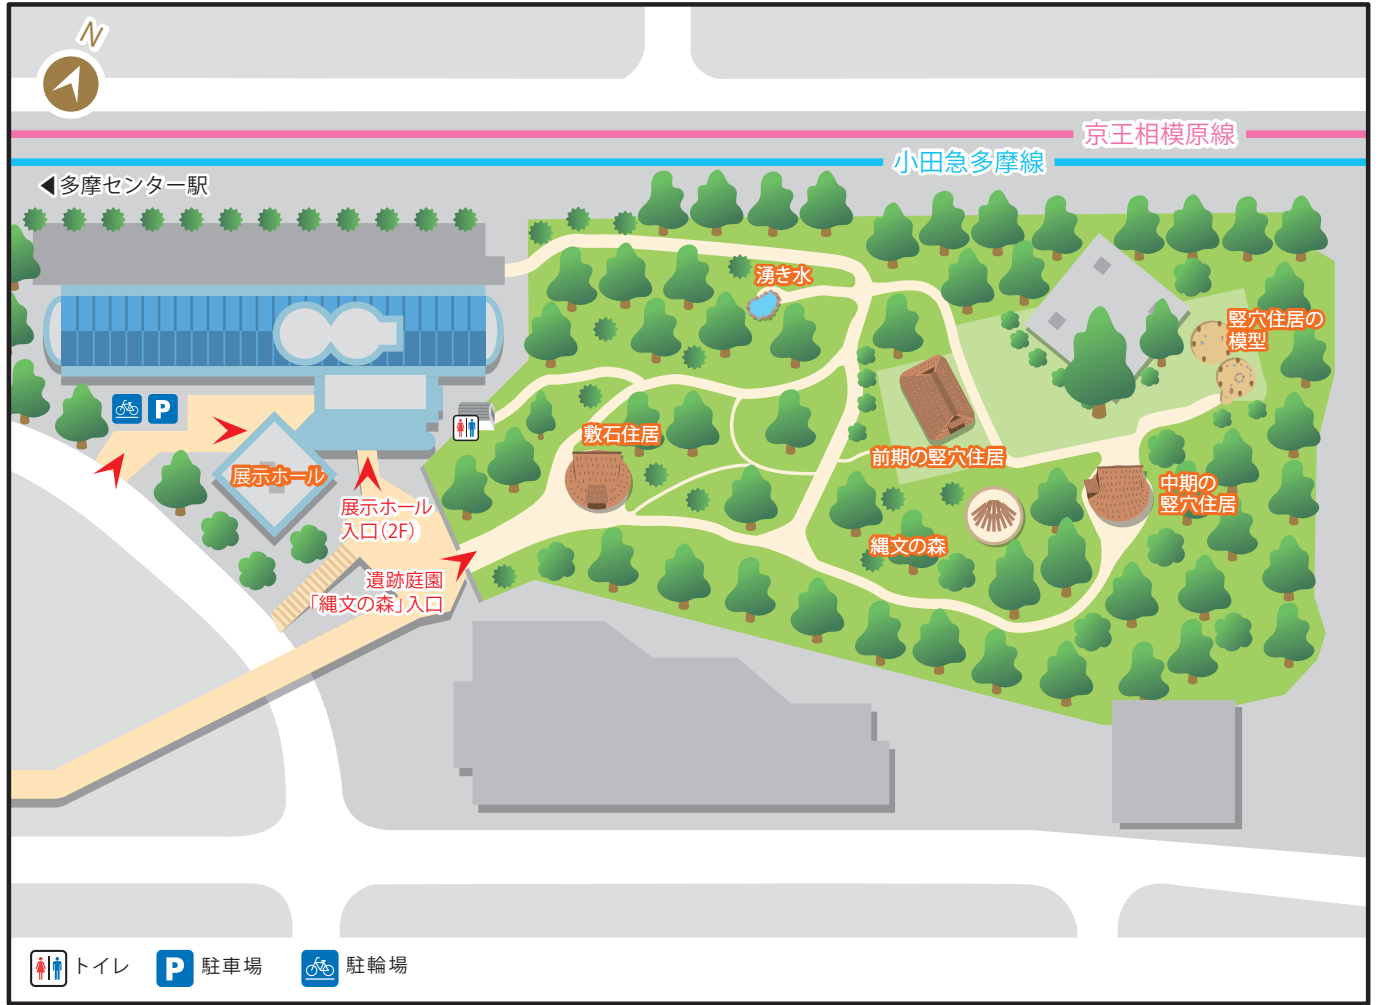 N
京王相模原線
小田急多摩線
多摩センター駅
湧き水
竪穴住居の
模型
敷石住居
前期の竪穴住居
中期の
竪穴住居
展示ホール
展示ホール
入口(2F)
縄文の森
遺跡庭園
「縄文の森」入口
P
トイレ
P 駐車場
駐輪場